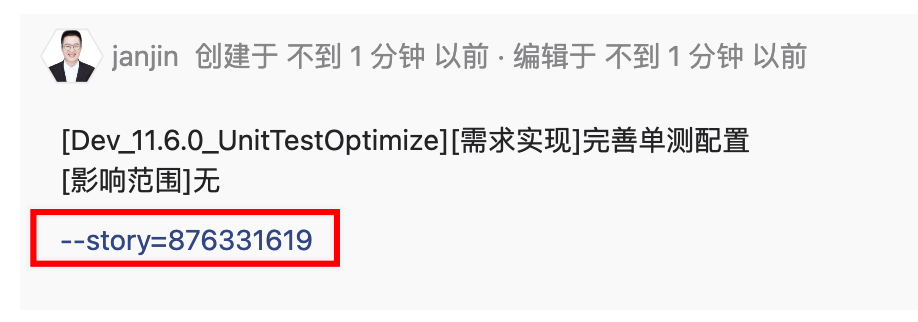 janjin 创建于 不到 1 分钟 以前 · 编辑于 不到 1 分钟 以前
[Dev_11.6.0_UnitTestOptimize][需求实现]完善单测配置
[影响范围]无
--story=876331619